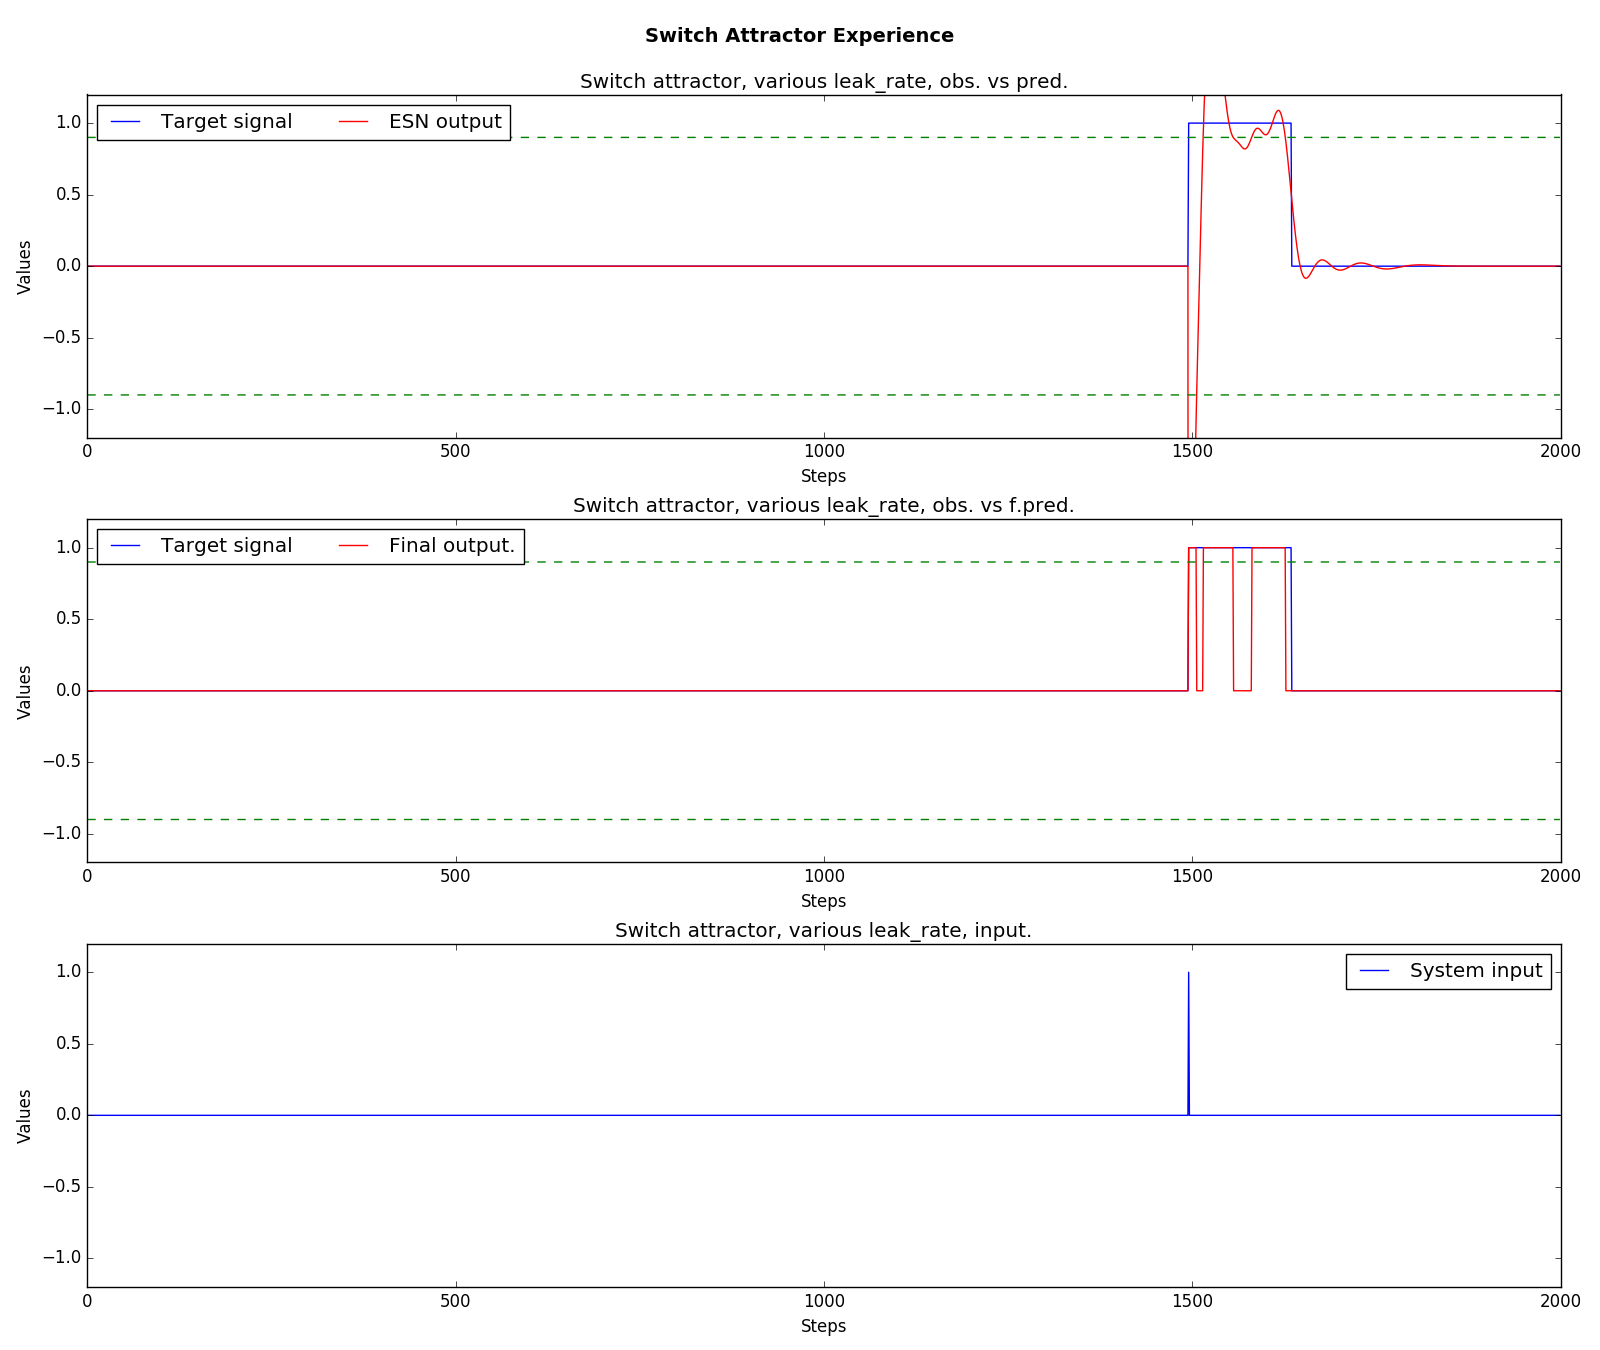 Switch Attractor Experience
Switch attractor, various leak_rate, obs. vs pred.
Target signal ESN output
1.0
0.5
0.0
−0.5
−1.0
Values
0 500 1000 1500 2000
Steps
Switch attractor, various leak_rate, obs. vs f.pred.
Target signal Final output.
1.0
0.5
0.0
−0.5
−1.0
Values
0 500 1000 1500 2000
Steps
Switch attractor, various leak_rate, input.
System input
1.0
0.5
0.0
−0.5
−1.0
Values
0 500 1000 1500 2000
Steps